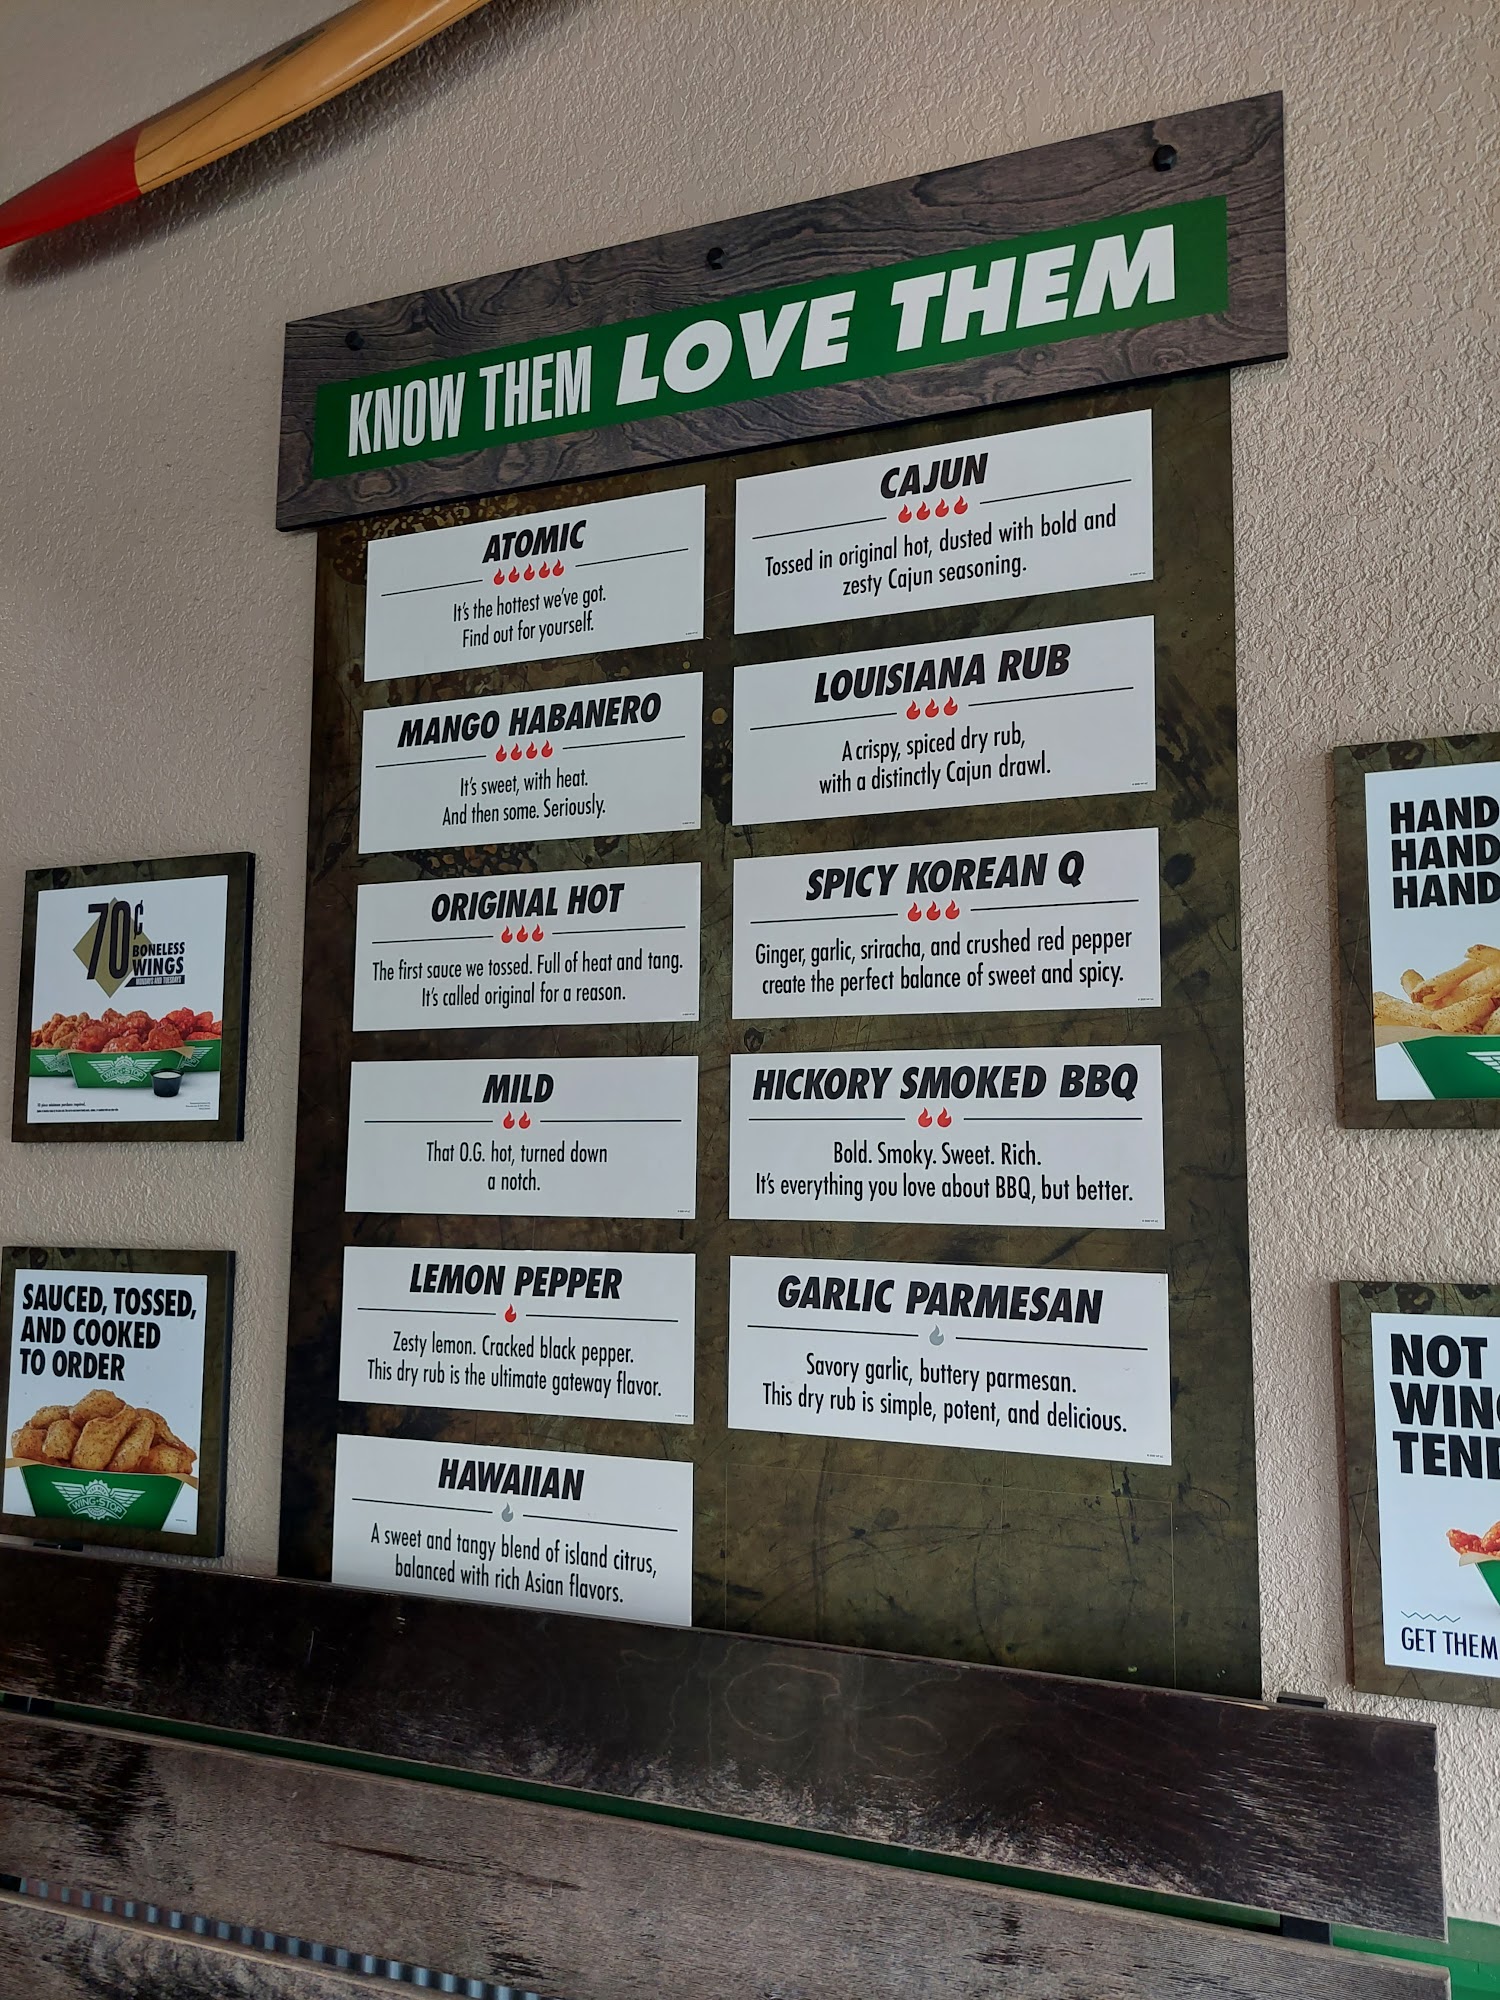 KNOW THEM LOVE THEM
ATOMIC
It's the hottest we've got.
Find out for yourself.
MANGO HABANERO
It's sweet, with heat.
And then some. Seriously.
ORIGINAL HOT
The first sauce we tossed. Full of heat and tang.
It's called original for a reason.
MILD
That O.G. hot, turned down
a notch.
LEMON PEPPER
Zesty lemon. Cracked black pepper.
This dry rub is the ultimate gateway flavor.
HAWAIIAN
A sweet and tangy blend of island citrus,
balanced with rich Asian flavors.
CAJUN
Tossed in original hot, dusted with bold and
zesty Cajun seasoning.
LOUISIANA RUB
A crispy, spiced dry rub,
with a distinctly Cajun drawl.
SPICY KOREAN Q
Ginger, garlic, sriracha, and crushed red pepper
create the perfect balance of sweet and spicy.
HICKORY SMOKED BBQ
Bold. Smoky. Sweet. Rich.
It's everything you love about BBQ, but better.
GARLIC PARMESAN
Savory garlic, buttery parmesan.
This dry rub is simple, potent, and delicious.
70¢
BONELESS
WINGS
MONDAYS AND TUESDAYS
WING·STOP
SAUCED, TOSSED,
AND COOKED
TO ORDER
WING·STOP
HAND
HAND
HAND
NOT
WIN
TEND
GET THEM